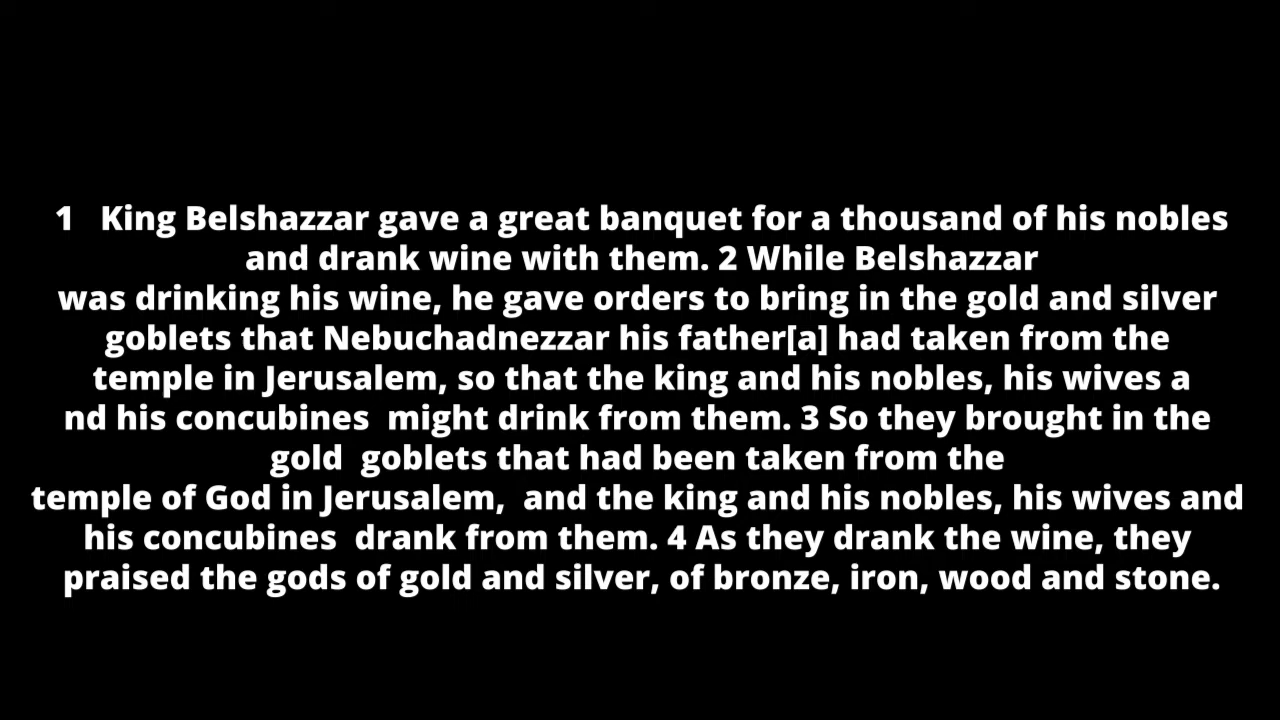 1 King Belshazzar gave a great banquet for a thousand of his nobles
and drank wine with them. 2 While Belshazzar
was drinking his wine, he gave orders to bring in the gold and silver
goblets that Nebuchadnezzar his father[a] had taken from the
temple in Jerusalem, so that the king and his nobles, his wives a
nd his concubines might drink from them. 3 So they brought in the
gold goblets that had been taken from the
temple of God in Jerusalem, and the king and his nobles, his wives and
his concubines drank from them. 4 As they drank the wine, they
praised the gods of gold and silver, of bronze, iron, wood and stone.